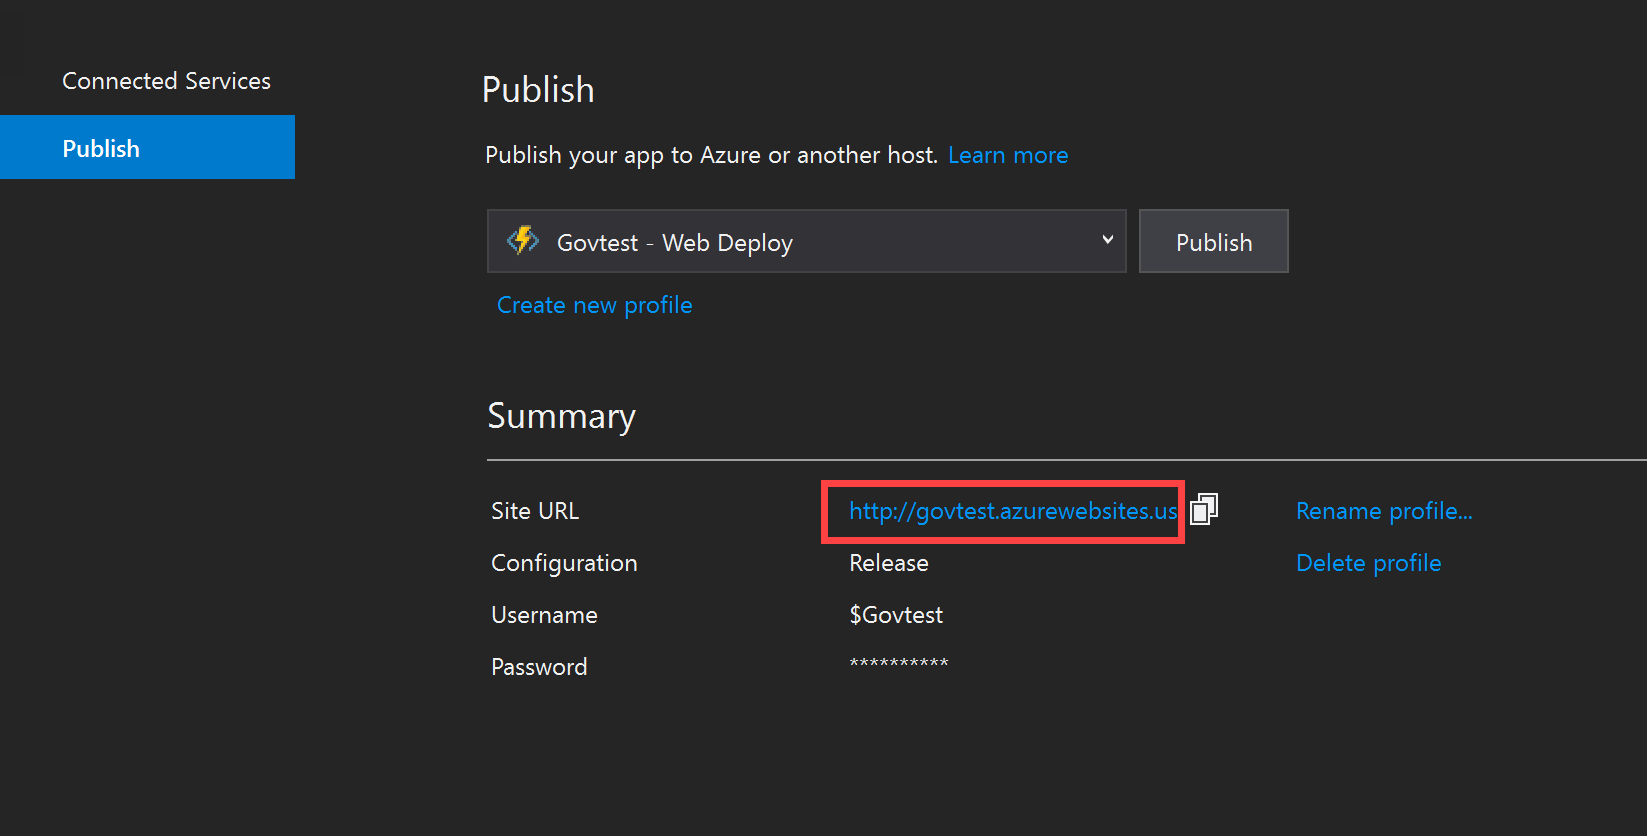 Connected Services
Publish
Publish
Publish your app to Azure or another host. Learn more
Govtest - Web Deploy
Publish
Create new profile
Summary
Site URL http://govtest.azurewebsites.us Rename profile...
Configuration Release Delete profile
Username $Govtest
Password **********